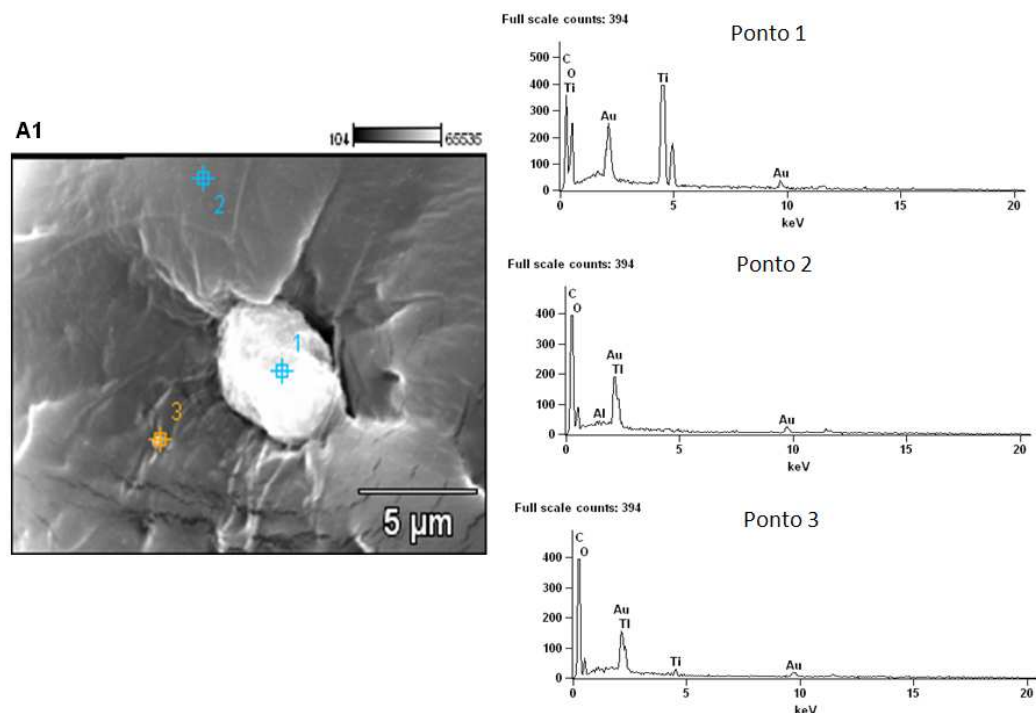 A1
104
65535
2
1
3
5 µm
Full scale counts: 394
Ponto 1
500
400
300
200
100
0
C
O
Ti
Au
Ti
Au
0
5
10
15
20
keV
Full scale counts: 394
Ponto 2
400
300
200
100
0
C
O
Al
Au
Tl
Au
0
5
10
15
20
keV
Full scale counts: 394
Ponto 3
400
300
200
100
0
C
O
Au
Tl
Ti
Au
0
5
10
15
20
keV